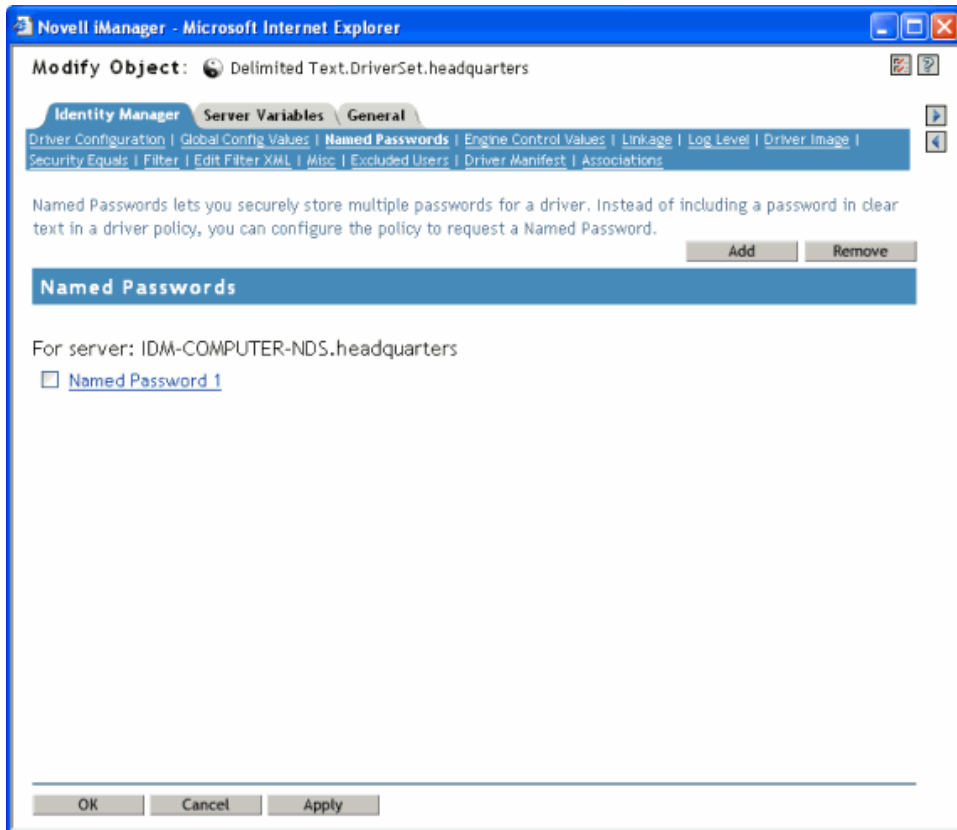 Novell iManager - Microsoft Internet Explorer
Modify Object: Delimited Text.DriverSet.headquarters
Identity Manager Server Variables General
Driver Configuration | Global Config Values | Named Passwords | Engine Control Values | Linkage | Log Level | Driver Image |
Security Equals | Filter | Edit Filter XML | Misc | Excluded Users | Driver Manifest | Associations
Named Passwords lets you securely store multiple passwords for a driver. Instead of including a password in clear
text in a driver policy, you can configure the policy to request a Named Password.
Add Remove
Named Passwords
For server: IDM-COMPUTER-NDS.headquarters
Named Password 1
OK Cancel Apply